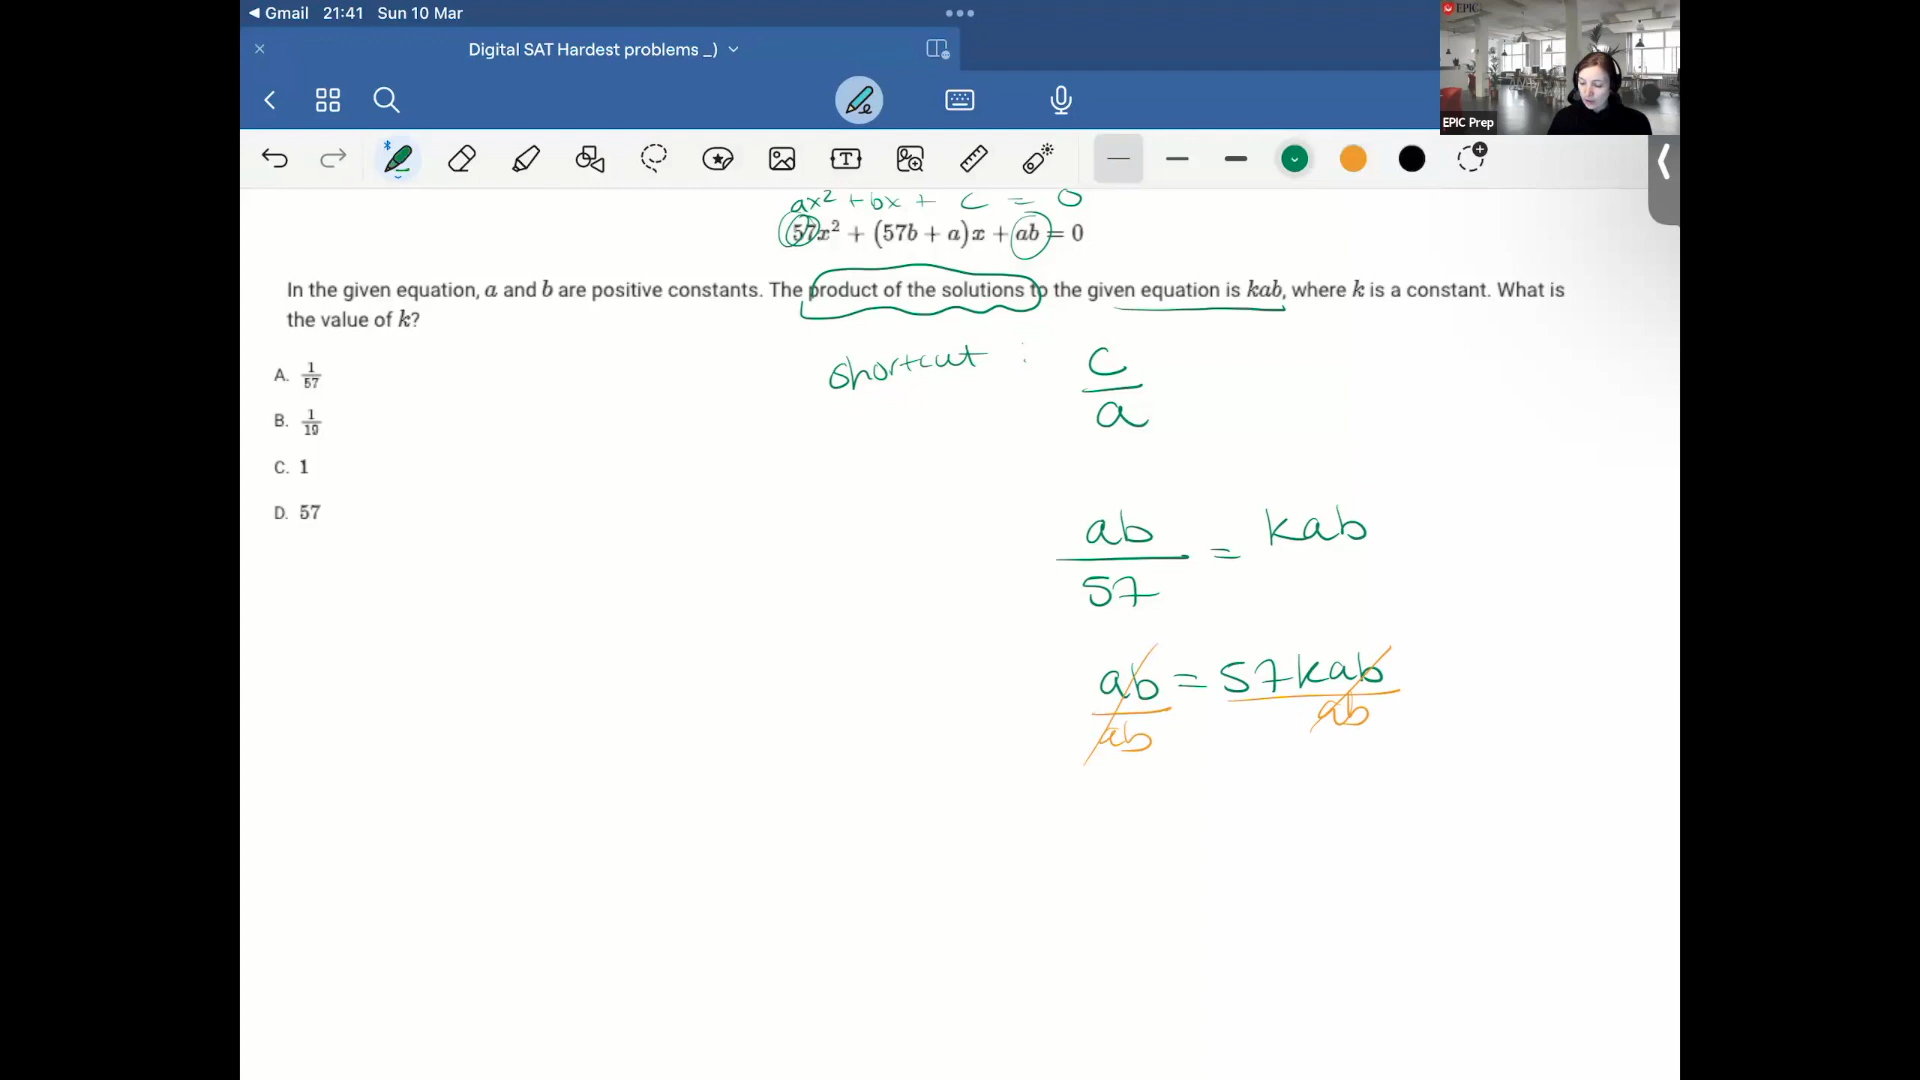 Gmail 21:41 Sun 10 Mar
EPIC
Digital SAT Hardest problems _)
EPIC Prep
ax² + bx + c = 0
57x² + (57b + a)x + ab = 0
In the given equation, a and b are positive constants. The product of the solutions to the given equation is kab, where k is a constant. What is
the value of k?
shortcut : c/a
A. 1/57
B. 1/19
C. 1
D. 57
ab/57 = kab
ab/ab = 57kab/ab